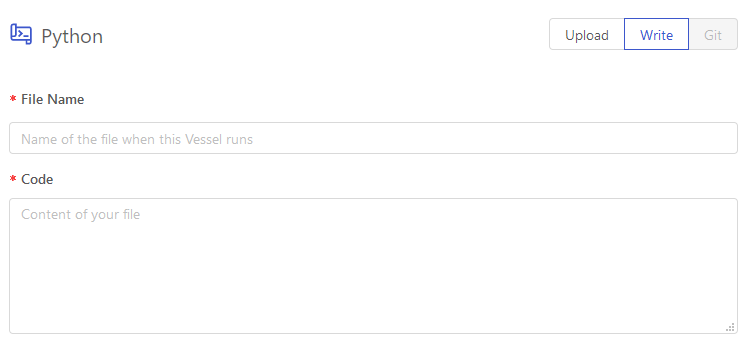 Python
Upload Write Git
* File Name
Name of the file when this Vessel runs
* Code
Content of your file